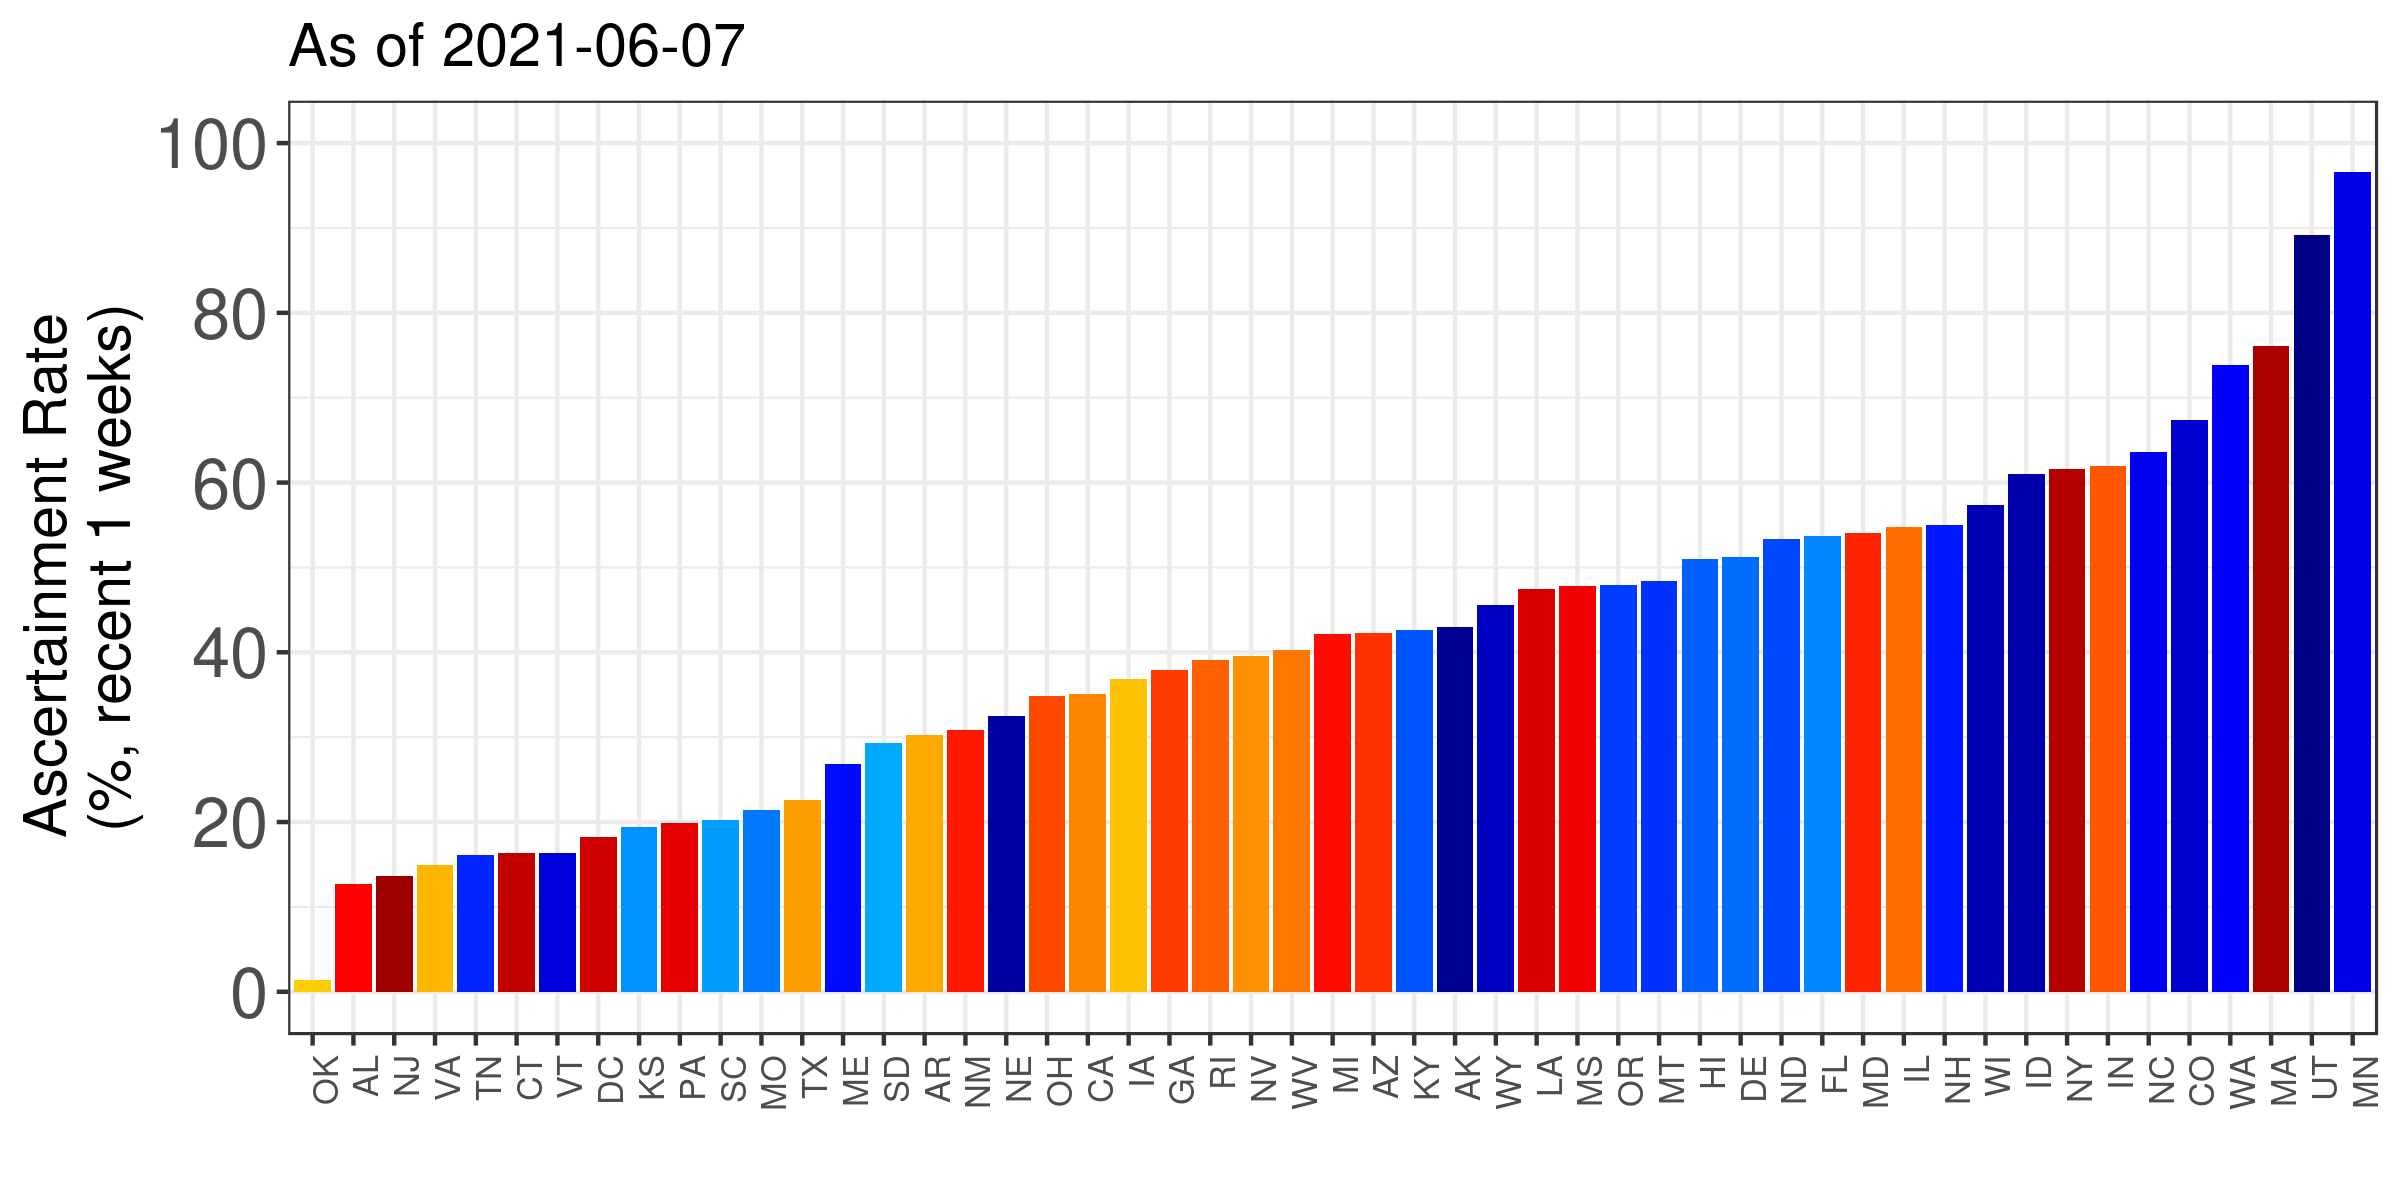 As of 2021-06-07
Ascertainment Rate
(%, recent 1 weeks)
100
80
60
40
20
0
OK AL NJ VA TN CT VT DC KS PA SC MO TX ME SD AR NM NE OH CA IA GA RI NV WV MI AZ KY AK WY LA MS OR MT HI DE ND FL MD IL NH WI ID NY IN NC CO WA MA UT MN